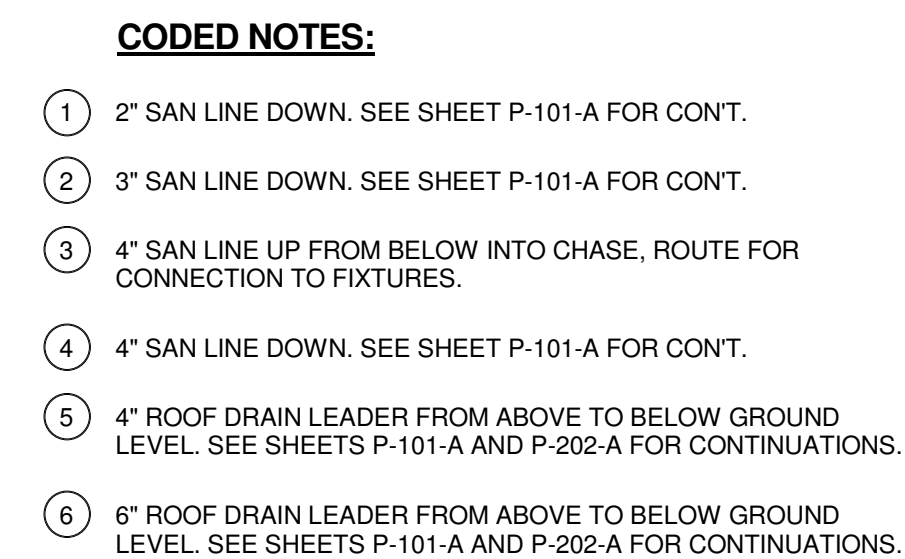 CODED NOTES:
1 2" SAN LINE DOWN. SEE SHEET P-101-A FOR CON'T.
2 3" SAN LINE DOWN. SEE SHEET P-101-A FOR CON'T.
3 4" SAN LINE UP FROM BELOW INTO CHASE, ROUTE FOR
CONNECTION TO FIXTURES.
4 4" SAN LINE DOWN. SEE SHEET P-101-A FOR CON'T.
5 4" ROOF DRAIN LEADER FROM ABOVE TO BELOW GROUND
LEVEL. SEE SHEETS P-101-A AND P-202-A FOR CONTINUATIONS.
6 6" ROOF DRAIN LEADER FROM ABOVE TO BELOW GROUND
LEVEL. SEE SHEETS P-101-A AND P-202-A FOR CONTINUATIONS.